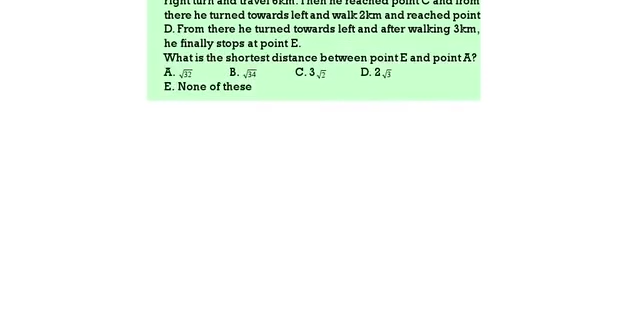 right turn and travel 6km. Then he reached point C and from
there he turned towards left and walk 2km and reached point
D. From there he turned towards left and after walking 3km,
he finally stops at point E.
What is the shortest distance between point E and point A?
A. √32 B. √34 C. 3√2 D. 2√3
E. None of these